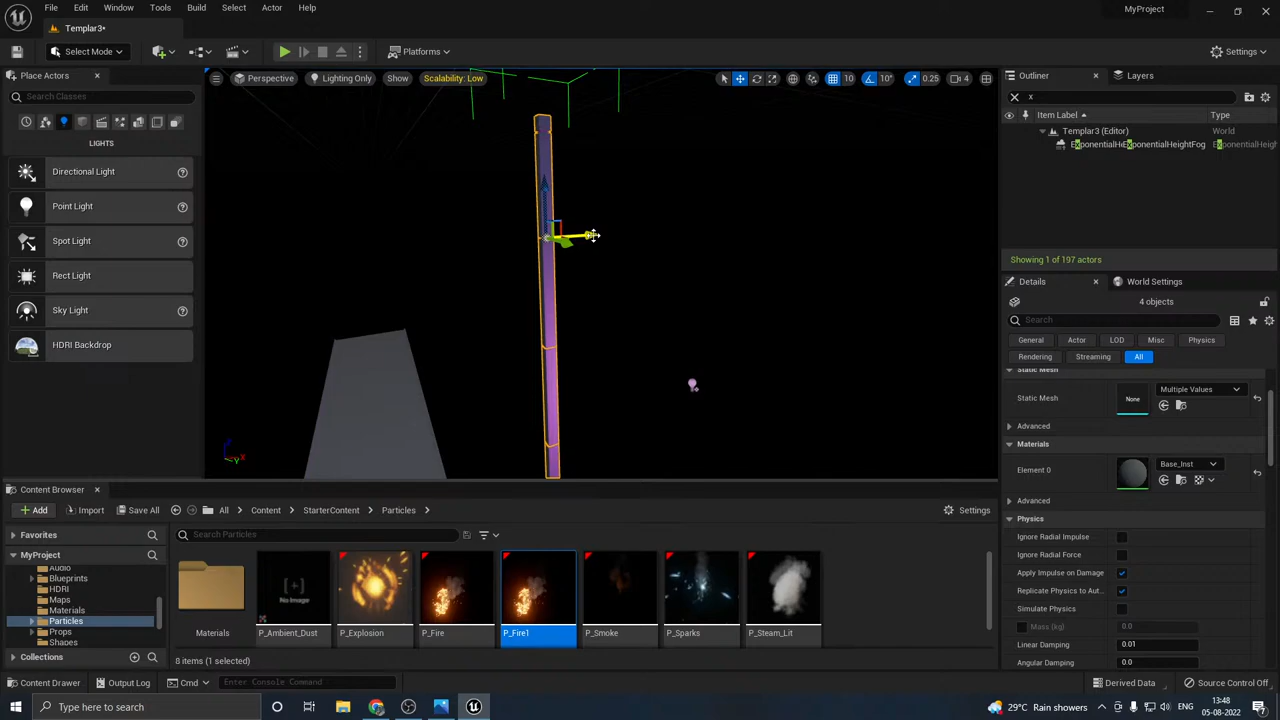 File Edit Window Tools Build Select Actor Help MyProject
Templar3*
Select Mode Platforms Settings
Place Actors
Search Classes
LIGHTS
Directional Light
Point Light
Spot Light
Rect Light
Sky Light
HDRI Backdrop
Perspective Lighting Only Show Scalability: Low 10 10° 0.25 4
Outliner Layers
x
Item Label Type
Templar3 (Editor) World
ExponentialHeExponentialHeightFog ExponentialHeigh
Showing 1 of 197 actors
Details World Settings
4 objects
Search
General Actor LOD Misc Physics
Rendering Streaming All
Static Mesh
Static Mesh None Multiple Values
Advanced
Materials
Element 0 Base_Inst
Advanced
Physics
Ignore Radial Impulse
Ignore Radial Force
Apply Impulse on Damage
Replicate Physics to Aut...
Simulate Physics
Mass (kg) 0.0
Linear Damping 0.01
Angular Damping 0.0
Content Browser
Add Import Save All All Content StarterContent Particles Settings
Favorites
MyProject
Audio
Blueprints
HDRI
Maps
Materials
Particles
Props
Shapes
Collections
Search Particles
No Image
Materials P_Ambient_Dust P_Explosion P_Fire P_Fire1 P_Smoke P_Sparks P_Steam_Lit
8 items (1 selected)
Content Drawer Output Log Cmd Enter Console Command Derived Data Source Control Off
Type here to search 29°C Rain showers ENG 13:48
05-08-2022